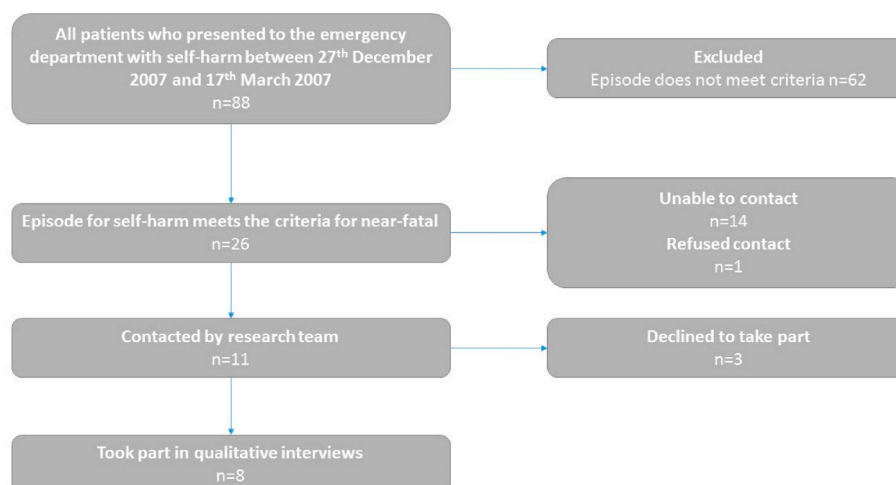 All patients who presented to the emergency
department with self-harm between 27th December
2007 and 17th March 2007
n=88
Excluded
Episode does not meet criteria n=62
Episode for self-harm meets the criteria for near-fatal
n=26
Unable to contact
n=14
Refused contact
n=1
Contacted by research team
n=11
Declined to take part
n=3
Took part in qualitative interviews
n=8